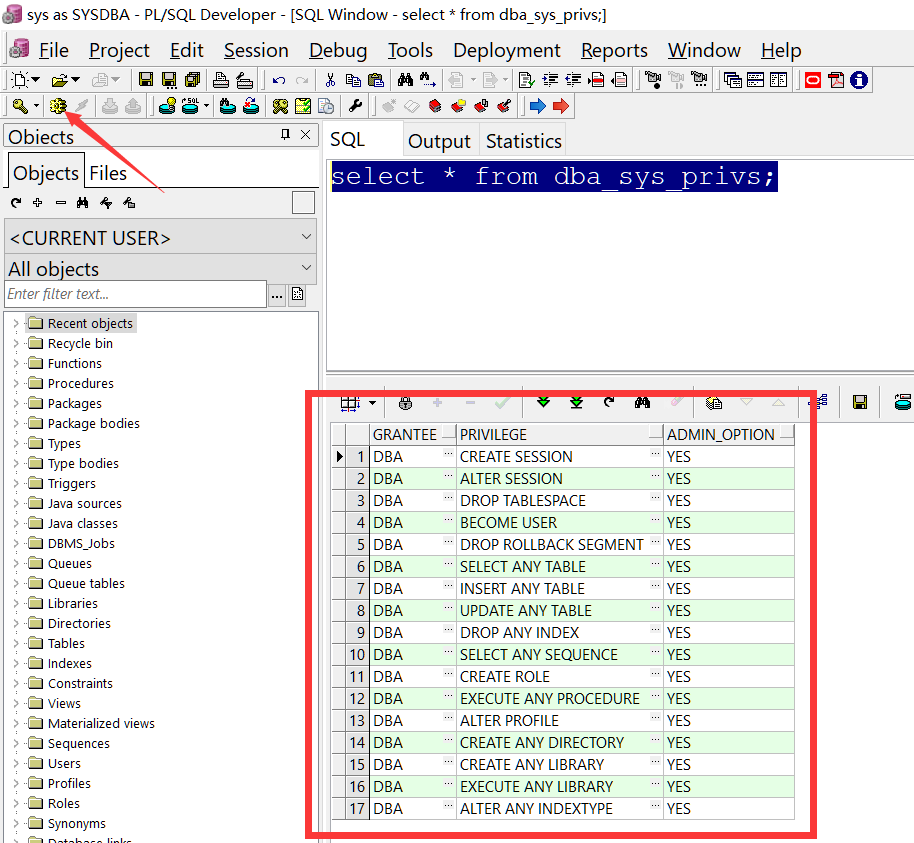 sys as SYSDBA - PL/SQL Developer - [SQL Window - select * from dba_sys_privs;]
File Project Edit Session Debug Tools Deployment Reports Window Help
Objects
Objects Files
<CURRENT USER>
All objects
Enter filter text...
Recent objects
Recycle bin
Functions
Procedures
Packages
Package bodies
Types
Type bodies
Triggers
Java sources
Java classes
DBMS_Jobs
Queues
Queue tables
Libraries
Directories
Tables
Indexes
Constraints
Views
Materialized views
Sequences
Users
Profiles
Roles
Synonyms
Database links
SQL Output Statistics
select * from dba_sys_privs;
GRANTEE PRIVILEGE ADMIN_OPTION
1 DBA CREATE SESSION YES
2 DBA ALTER SESSION YES
3 DBA DROP TABLESPACE YES
4 DBA BECOME USER YES
5 DBA DROP ROLLBACK SEGMENT YES
6 DBA SELECT ANY TABLE YES
7 DBA INSERT ANY TABLE YES
8 DBA UPDATE ANY TABLE YES
9 DBA DROP ANY INDEX YES
10 DBA SELECT ANY SEQUENCE YES
11 DBA CREATE ROLE YES
12 DBA EXECUTE ANY PROCEDURE YES
13 DBA ALTER PROFILE YES
14 DBA CREATE ANY DIRECTORY YES
15 DBA CREATE ANY LIBRARY YES
16 DBA EXECUTE ANY LIBRARY YES
17 DBA ALTER ANY INDEXTYPE YES